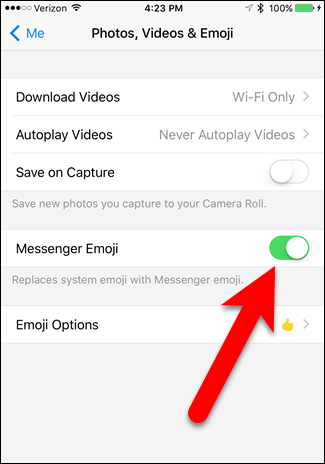 Verizon 4:23 PM 100%
Me Photos, Videos & Emoji
Download Videos Wi-Fi Only
Autoplay Videos Never Autoplay Videos
Save on Capture
Save new photos you capture to your Camera Roll.
Messenger Emoji
Replaces system emoji with Messenger emoji.
Emoji Options